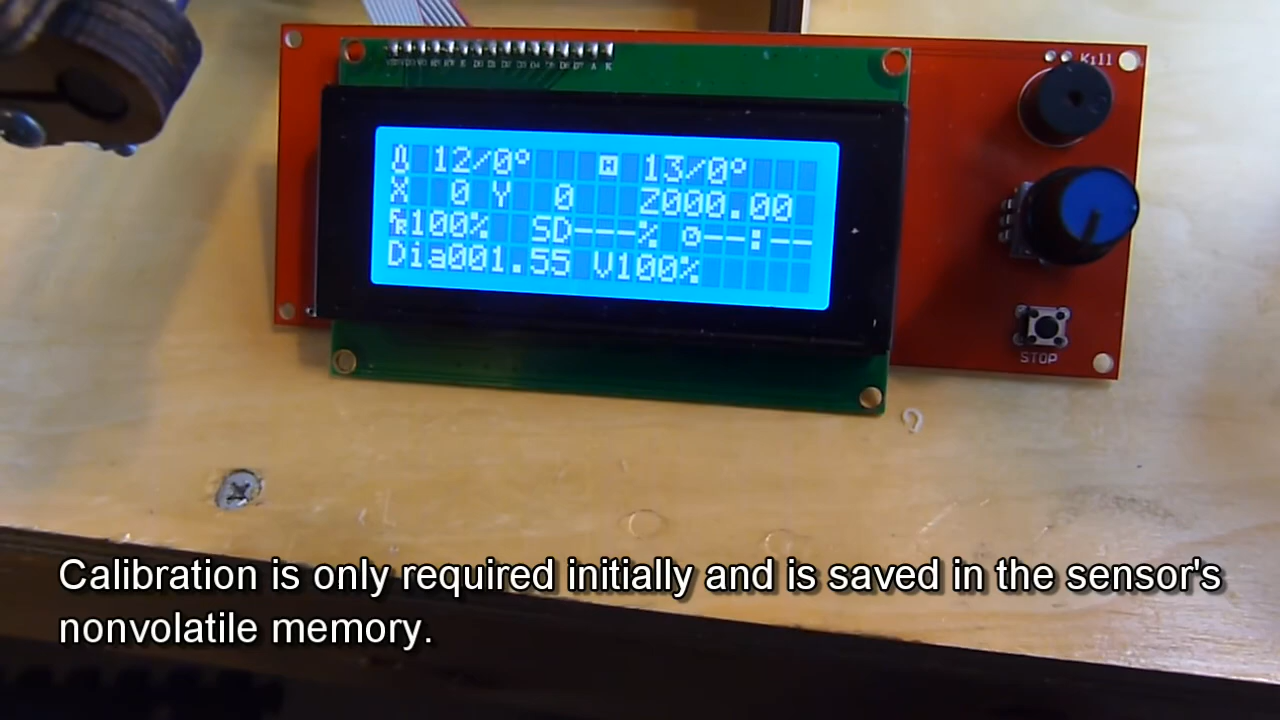 Kill
12/0° 13/0°
X 0 Y 0 Z000.00
100% SD---% --:--
Dia001.55 V100%
STOP
Calibration is only required initially and is saved in the sensor's
nonvolatile memory.